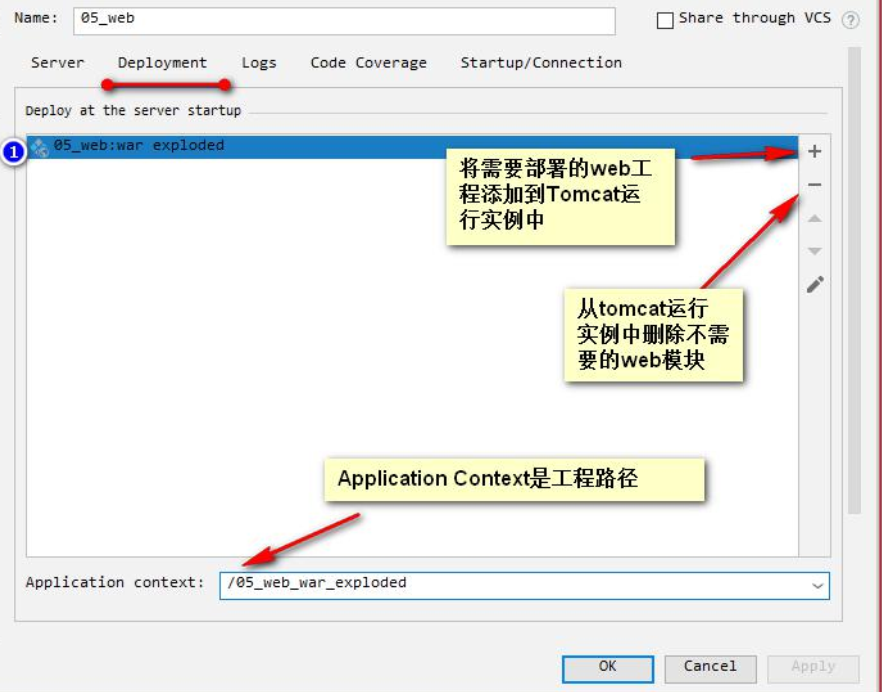 Name: 05_web Share through VCS ?
Server Deployment Logs Code Coverage Startup/Connection
Deploy at the server startup
1 05_web:war exploded
将需要部署的web工
程添加到Tomcat运
行实例中
从tomcat运行
实例中删除不需
要的web模块
Application Context是工程路径
Application context: /05_web_war_exploded
OK Cancel Apply